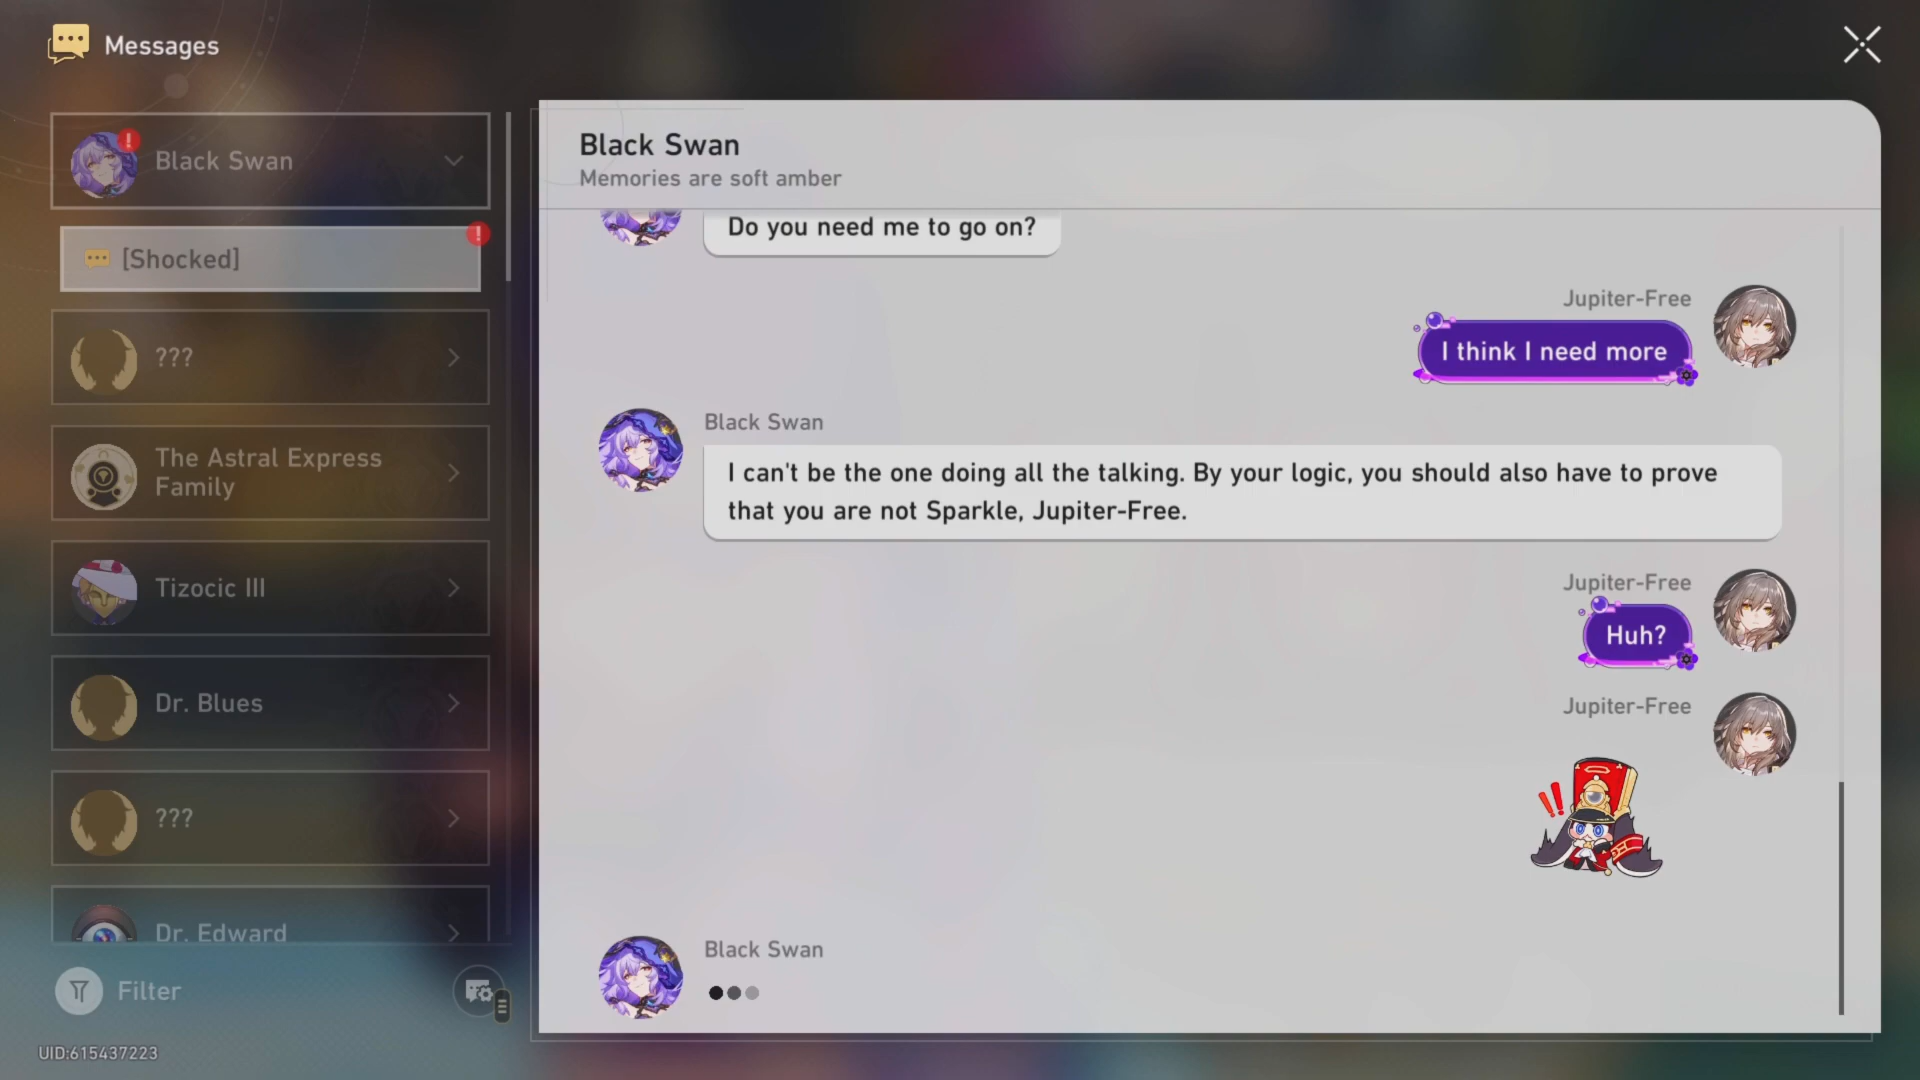 Messages
Black Swan
[Shocked]
???
The Astral Express
Family
Tizocic III
Dr. Blues
???
Dr. Edward
Filter
UID:615437223
Black Swan
Memories are soft amber
Do you need me to go on?
Jupiter-Free
I think I need more
Black Swan
I can't be the one doing all the talking. By your logic, you should also have to prove
that you are not Sparkle, Jupiter-Free.
Jupiter-Free
Huh?
Jupiter-Free
Black Swan